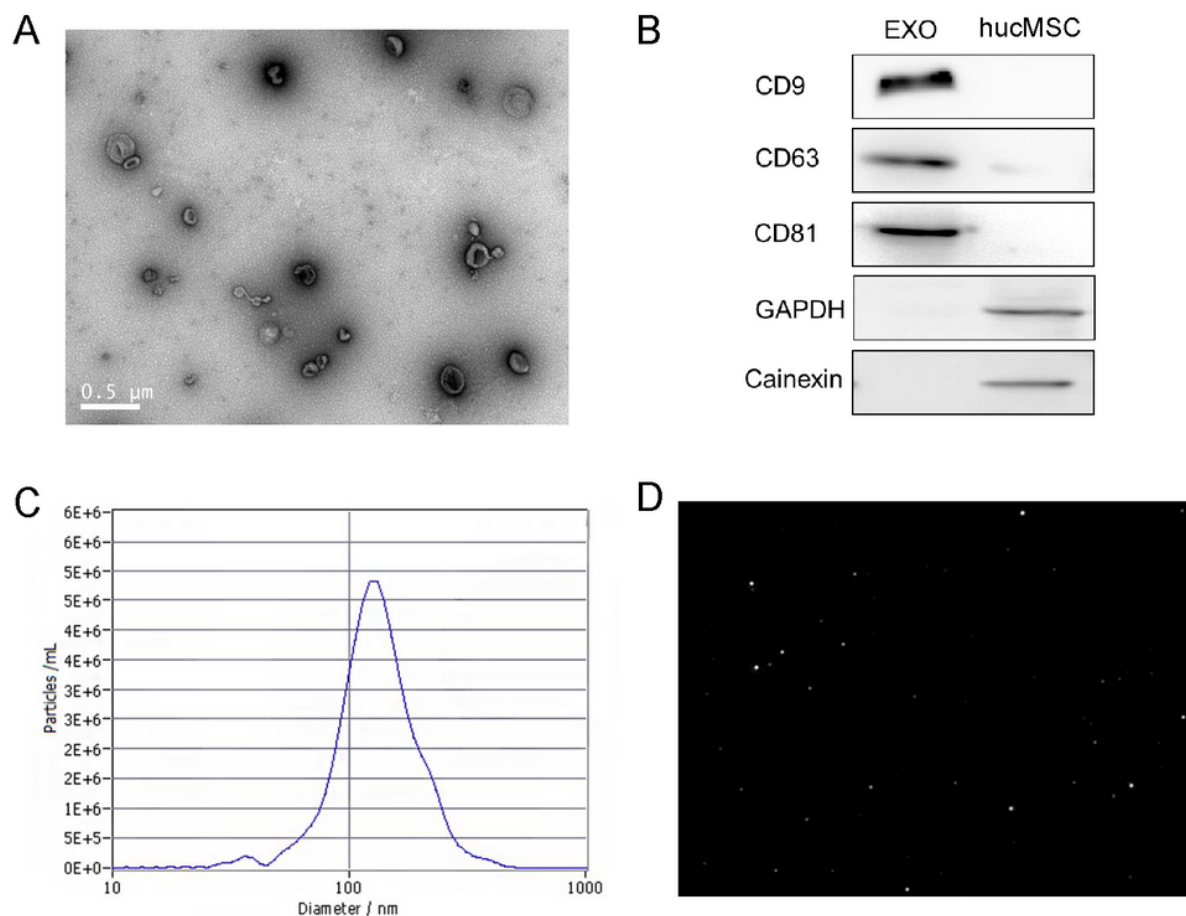 A
0.5 µm
B
EXO hucMSC
CD9
CD63
CD81
GAPDH
Cainexin
C
6E+6
6E+6
5E+6
5E+6
4E+6
4E+6
3E+6
3E+6
2E+6
2E+6
1E+6
5E+5
0E+0
Particles /mL
10 100 1000
Diameter / nm
D